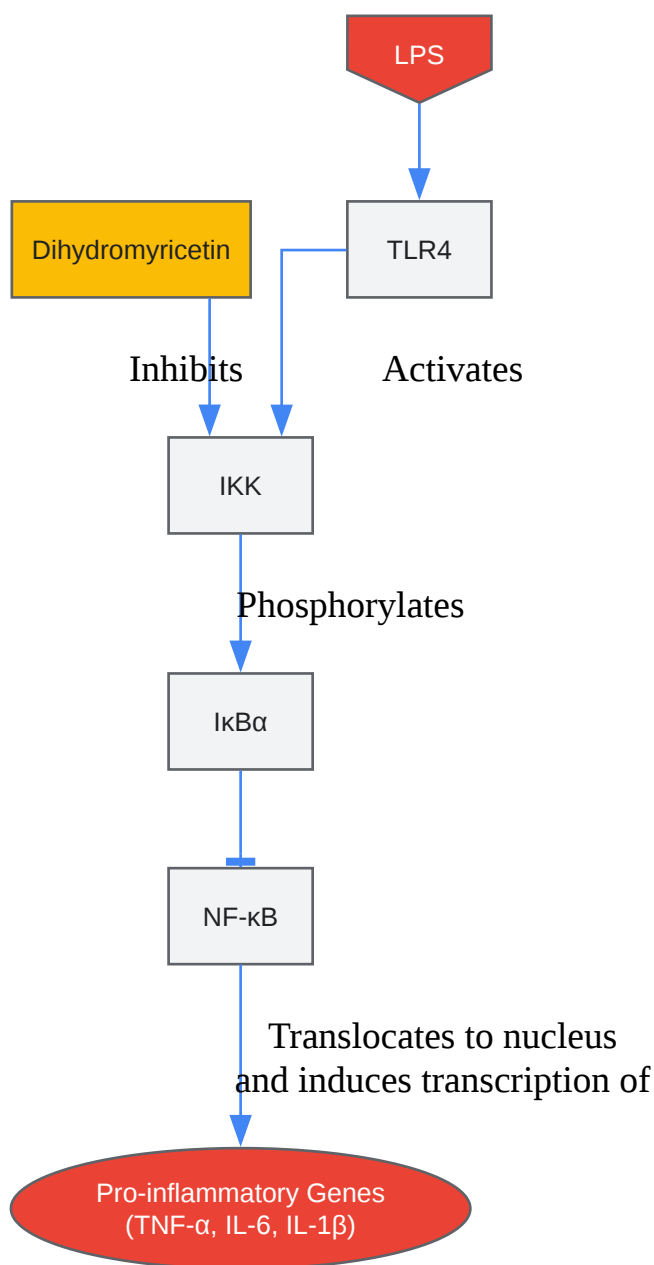 LPS
Dihydromyricetin
TLR4
Inhibits
Activates
IKK
Phosphorylates
IκBα
NF-κB
Translocates to nucleus
and induces transcription of
Pro-inflammatory Genes
(TNF-α, IL-6, IL-1β)